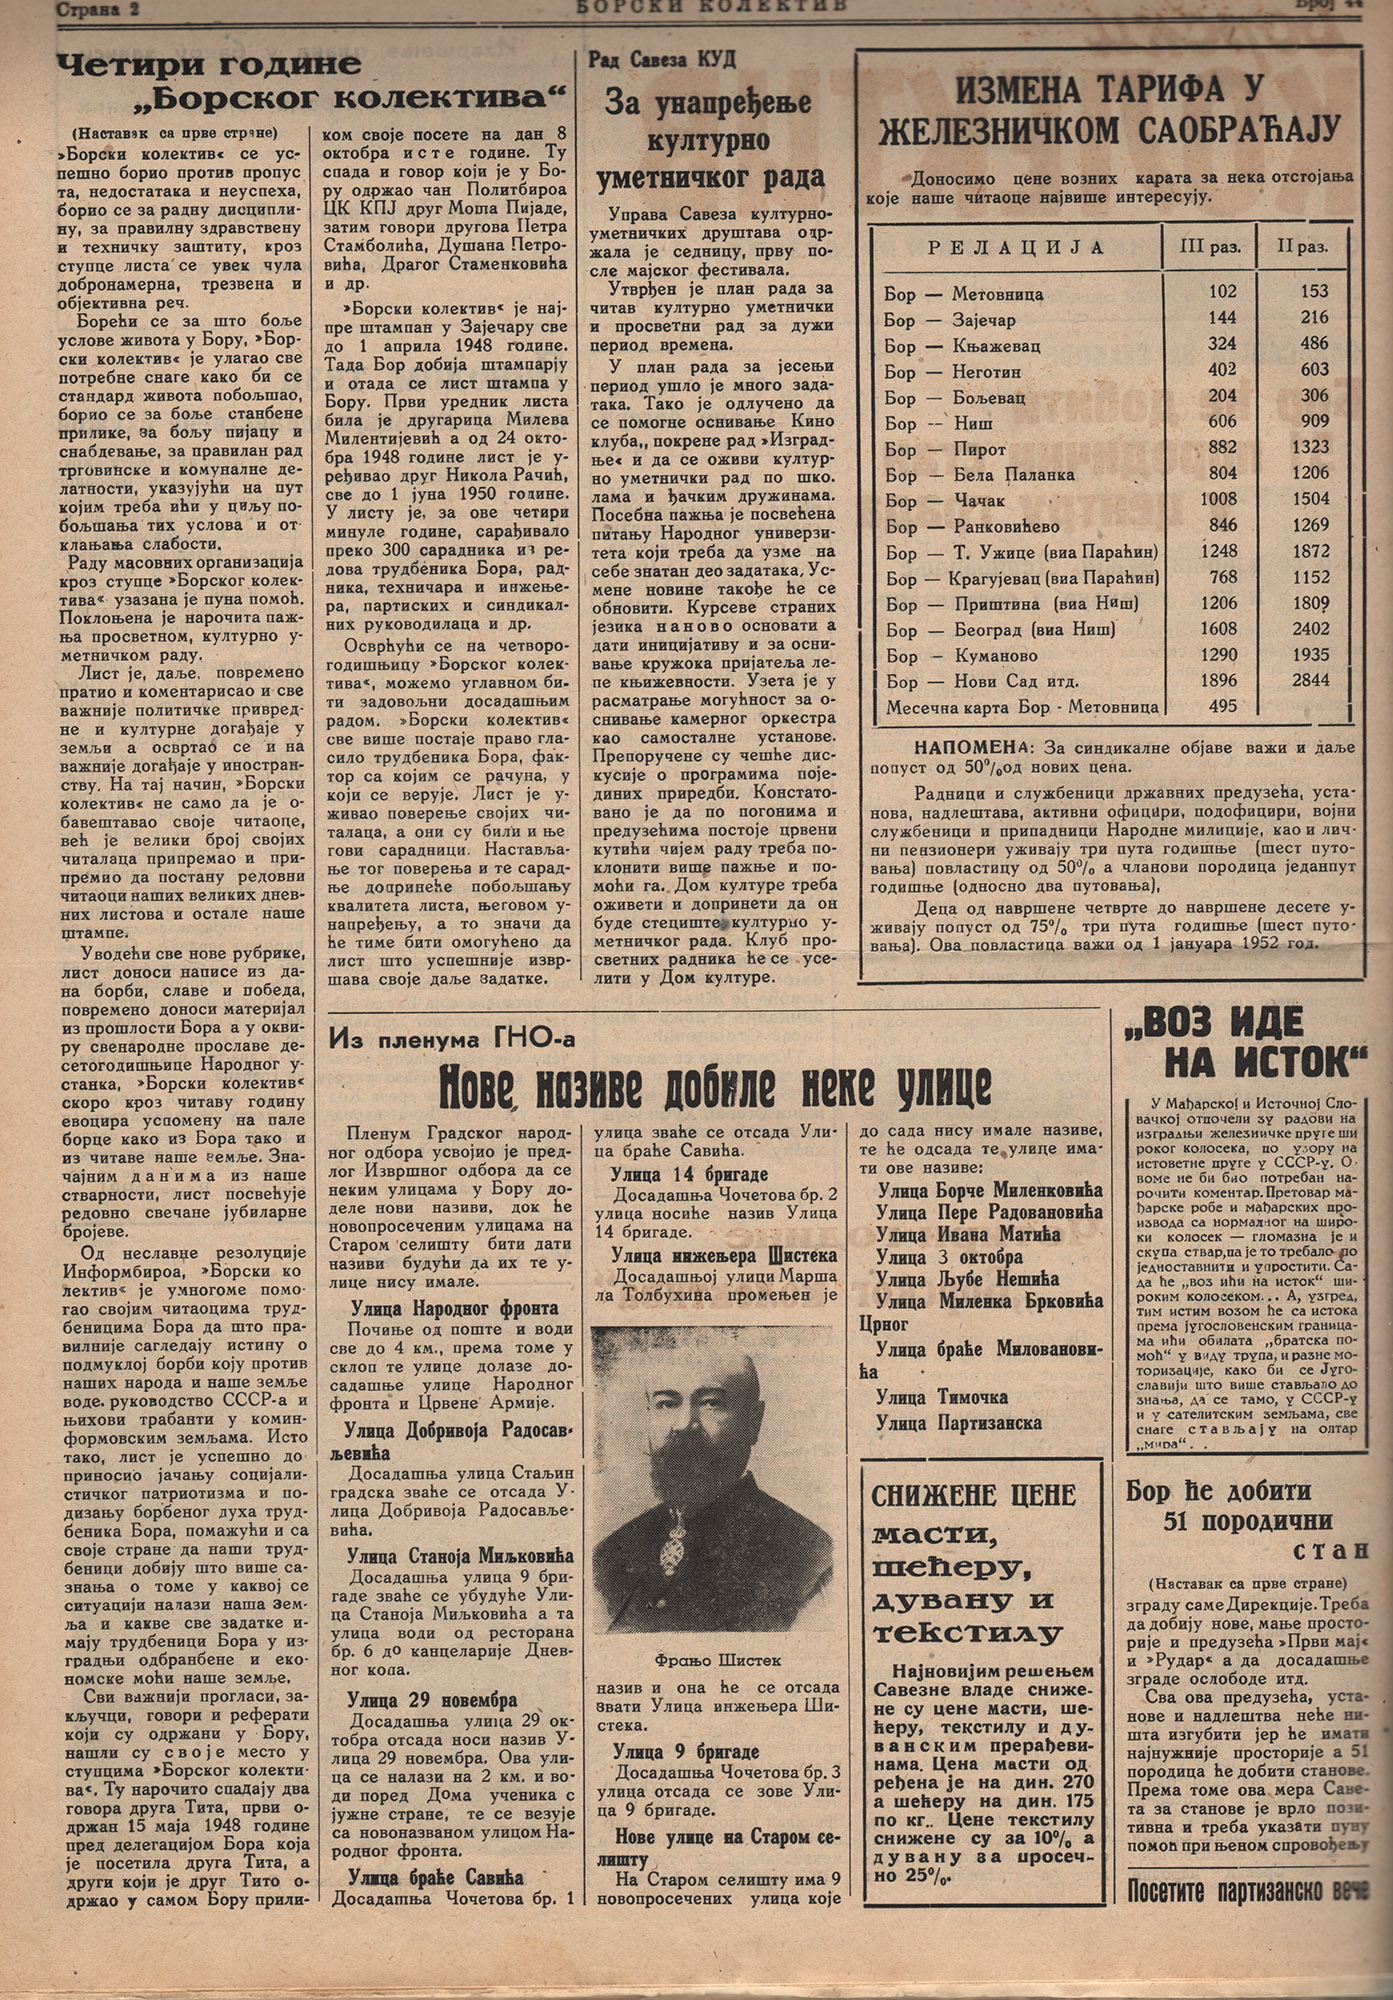 Страна 2
БОРСКИ КОЛЕКТИВ
Број 44
Четири године
„Борског колектива“
(Наставак са прве стране)
»Борски колектив« се ус-
пешно борио против пропус
та, недостатака и неуспеха,
борио се за радну дисципли-
ну, за правилну здравствену
и техничку заштиту, кроз
ступце листа се увек чула
добронамерна, трезвена и
објективна реч.
Борећи се за што боље
услове живота у Бору, »Бор-
ски колектив« је улагао све
потребне снаге како би се
стандард живота побољшао,
борио се за боље станбене
прилике, за бољу пијацу и
снабдевање, за правилан рад
трговинске и комуналне де-
латности, указујући на пут
којим треба ићи у циљу по-
бољшања тих услова и от
клањања слабости.
Раду масовних организација
кроз ступце »Борског колек-
тива« узазана је пуна помоћ.
Поклоњена је нарочита паж-
ња просветном, културно у-
метничком раду.
Лист је, даље, повремено
пратио и коментарисао и све
важније политичке привред-
не и културне догађаје у
земљи а освртао се и на
важније догађаје у иностран-
ству. На тај начин, »Борски
колектив« не само да је о-
бавештавао своје читаоце,
већ је велики број својих
читалаца припремао и при-
премио да постану редовни
читаоци наших великих днев-
них листова и остале наше
штампе.
Уводећи све нове рубрике,
лист доноси написе из да-
на борби, славе и победа,
повремено доноси материјал
из прошлости Бора а у окви-
ру свенародне прославе де-
сетогодишњице Народног у-
станка, »Борски колектив«
скоро кроз читаву годину
евоцира успомену на пале
борце како из Бора тако и
из читаве наше земље. Зна-
чајним данима из наше
стварности, лист посвећује
редовно свечане јубиларне
бројеве.
Од неславне резолуције
Информбироа, »Борски ко
лектив« је умногоме помо-
гао својим читаоцима труд-
беницима Бора да што пра-
вилније сагледају истину о
подмуклој борби коју против
наших народа и наше земље
воде. руководство СССР-а и
њихови трабанти у комин-
формовским земљама. Исто
тако, лист је успешно до-
приносио јачању социјали-
стичког патриотизма и по-
дизању борбеног духа труд-
беника Бора, помажући и са
своје стране да наши труд-
беници добију што више са-
знања о томе у каквој се
ситуацији налази наша Зем-
ља и какве све задатке и-
мају трудбеници Бора у из-
градњи одбранбене и еко-
номске моћи наше земље.
Сви важнији прогласи, за-
кључци, говори и реферати
који су одржани у Бору,
нашли су своје место у
ступцима »Борског колекти-
ва«. Ту нарочито спадају два
говора друга Тита, први о-
држан 15 маја 1948 године
пред делегацијом Бора која
је посетила друга Тита, а
други који је друг Тито о-
држао у самом Бору прили-
ком своје посете на дан 8
октобра исте године. Ту
спада и говор који је у Бо-
ру одржао чан Политбироа
ЦК КПЈ друг Моша Пијаде,
затим говори другова Петра
Стамболића, Душана Петро-
вића, Драгог Стаменковића
и др.
»Борски колектив« је нај-
пре штампан у Зајечару све
до 1 априла 1948 године.
Тада Бор добија штампарју
и отада се лист штампа у
Бору. Први уредник листа
била је другарица Милева
Милентијевић а од 24 окто-
бра 1948 године лист је у-
ређивао друг Никола Рачић,
све до 1 јуна 1950 године.
У листу је, за ове четири
минуле године, сарађивало
преко 300 сарадника из ре-
дова трудбеника Бора, рад-
ника, техничара и инжење-
ра, партиских и синдикал-
них руководилаца и др.
Осврћући се на четворо-
годишњицу »Борског колек-
тива«, можемо углавном би-
ти задовољни досадашњим
радом. »Борски колектив«
све више постаје право гла-
сило трудбеника Бора, фак-
тор са којим се рачуна, у
који се верује. Лист је у-
живао поверење својих чи-
талаца, а они су били и ње
гови сарадници. Настављa-
ње тог поверења и те сарад-
ње допринеће побољшању
квалитета листа, његовом у-
напређењу, а то значи да
ће тиме бити омогућено да
лист што успешније извр-
шава своје даље задатке.
Рад Савеза КУД
За унапређење
културно
уметничког рада
Управа Савеза културно-
уметничких друштава одр-
жала је седницу, прву по-
сле мајског фестивала.
Утврђен је план рада за
читав културно уметнички
и просветни рад за дужи
период времена.
У план рада за јесењи
период ушло је много зада-
така. Тако је одлучено да
се помогне оснивање Кино
клуба,, покрене рад »Изград-
ње« и да се оживи култур-
но уметнички рад по шко.
лама и ђачким дружинама.
Посебна пажња је посвећена
питању Народног универзи-
тета који треба да узме на
себе знатан део задатака, Ус-
мене новине такође ће се
обновити. Курсеве страних
језика наново основати а
дати иницијативу и за осни-
вање кружока пријатеља ле-
пе књижевности. Узета је у
расматрање могућност за о-
снивање камерног оркестра
као самосталне установе.
Препоручене су чешће дис-
кусије о програмима поје-
диних приредби. Констато-
вано је да по погонима и
предузећима постоје црвени
кутићи чијем раду треба по-
клонити више пажње и по-
моћи га. Дом културе треба
оживети и допринети да он
буде стециште културно у-
метничког рада. Клуб про-
светних радника ће се усе-
лити у Дом културе.
ИЗМЕНА ТАРИФА У
ЖЕЛЕЗНИЧКОМ САОБРАЋАЈУ
Доносимо цене возних карата за нека отстојања
које наше читаоце највише интересују.
РЕЛАЦИЈА III раз. II раз.
Бор — Метовница 102 153
Бор — Зајечар 144 216
Бор — Књажевац 324 486
Бор — Неготин 402 603
Бор — Бољевац 204 306
Бор -- Ниш 606 909
Бор — Пирот 882 1323
Бор — Бела Паланка 804 1206
Бор — Чачак 1008 1504
Бор — Ранковићево 846 1269
Бор — Т. Ужице (виа Параћин) 1248 1872
Бор — Крагујевац (виа Параћин) 768 1152
Бор — Приштина (виа Ниш) 1206 1809
Бор — Београд (виа Ниш) 1608 2402
Бор — Куманово 1290 1935
Бор — Нови Сад итд. 1896 2844
Месечна карта Бор - Метовница 495
НАПОМЕНА: За синдикалне објаве важи и даље
попуст од 50% од нових цена.
Радници и службеници државних предузећа, уста-
нова, надлештава, активни официри, подофицири, војни
службеници и припадници Народне милиције, као и лич-
ни пензионери уживају три пута годишње (шест путо-
вања) повластицу од 50% а чланови породица једанпут
годишње (односно два путовања),
Деца од навршене четврте до навршене десете у-
живају попуст од 75% три пута годишње (шест путо-
вања). Ова повластица важи од 1 јануара 1952 год.
Из пленума ГНО-а
Нове називе добиле неке улице
Пленум Градског народ-
ног одбора усвојио је пред-
лог Извршног одбора да се
неким улицама у Бору до-
деле нови називи, док ће
новопросеченим улицама на
Старом селишту бити дати
називи будући да их те у-
лице нису имале.
Улица Народног фронта
Почиње од поште и води
све до 4 км., према томе у
склоп те улице долазе до-
садашње улице Народног
фронта и Црвене Армије.
Улица Добривоја Радосав-
љевића
Досадашња улица Стаљин
градска зваће се отсада У-
лица Добривоја Радосавље-
вића.
Улица Станоја Миљковића
Досадашња улица 9 бри-
гаде зваће се убудуће Ули-
ца Станоја Миљковића а та
улица води од ресторана
бр. 6 до канцеларије Днев-
ног копа.
Улица 29 новембра
Досадашња улица 29 ок-
тобра отсада носи назив У-
лица 29 новембра. Ова ули-
ца се налази на 2 км. и во-
ди поред Дома ученика с
јужне стране, те се везује
са новоназваном улицом На-
родног фронта.
Улица браће Савића
Досадашња Чочетова бр. 1
улица зваће се отсада Ули-
ца браће Савића.
Улица 14 бригаде
Досадашња Чочетова бр. 2
улица носиће назив Улица
14 бригаде.
Улица инжењера Шистека
Досадашњој улици Марша
ла Толбухина промењен је
Фрањо Шистек
назив и она ће се отсада
звати Улица инжењера Ши-
стека.
Улица 9 бригаде
Досадашња Чочетова бр. 3
улица отсада се зове Ули-
ца 9 бригаде.
Нове улице на Старом се-
лишту
На Старом селишту има 9
новопросечених улица које
до сада нису имале називе,
те ће одсада те улице има-
ти ове називе:
Улица Борче Миленковића
Улица Пере Радовановића
Улица Ивана Матића
Улица 3 октобра
Улица Љубе Нешића
Улица Миленка Брковића
Црног
Улица браће Миловaнови-
ћа
Улица Тимочка
Улица Партизанска
СНИЖЕНЕ ЦЕНЕ
масти,
шећеру,
дувану и
текстилу
Најновијим решењем
Савезне владе сниже-
не су цене масти, ше-
ћеру, текстилу и ду-
ванским прерађеви-
нама. Цена масти од
ређена је на дин. 270
а шећеру на дин. 175
по кг.. Цене текстилу
снижене су за 10% а
дувану за просеч-
но 25%.
„ВОЗ ИДЕ
НА ИСТОК“
У Мађарској и Источној Сло-
вачкој отпочели су радови на
изградњи железничке пруге ши
роког колосека, по узору на
истоветне пруге у СССР-у. О
воме не би био потребан на-
рочити коментар. Претовар ма-
ђарске робе и мађарских про-
извода са нормалног на широ-
ки колосек — гломазна је и
скупа ствар, па је то требало по
једноставити и упростити. Са-
да ће „воз ићи на исток“ ши-
роким колосеком... А, узгред,
тим истим возом ће са истока
према југословенским граница-
ма ићи обилата „братска по-
моћ“ у виду трупа, и разне мо-
торизације, како би се Југо-
славији што више стављало до
знања, да се тамо, у СССР-у
и у сателитским земљама, све
снаге стављају на олтар
„мира“. .
Бор ће добити
51 породични
стан
(Наставак са прве стране)
зграду саме Дирекције. Треба
да добију нове, мање просто-
рије и предузећа »Први мај«
и »Рудар« а да досадашње
зграде ослободе итд.
Сва ова предузећа, уста-
нове и надлештва неће ни-
шта изгубити јер ће имати
најнужније просторије а 51
породица ће добити станове.
Према томе ова мера Саве-
та за станове је врло пози-
тивна и треба указати пуну
помоћ при њеном спровођењу
Посетите партизанско вече